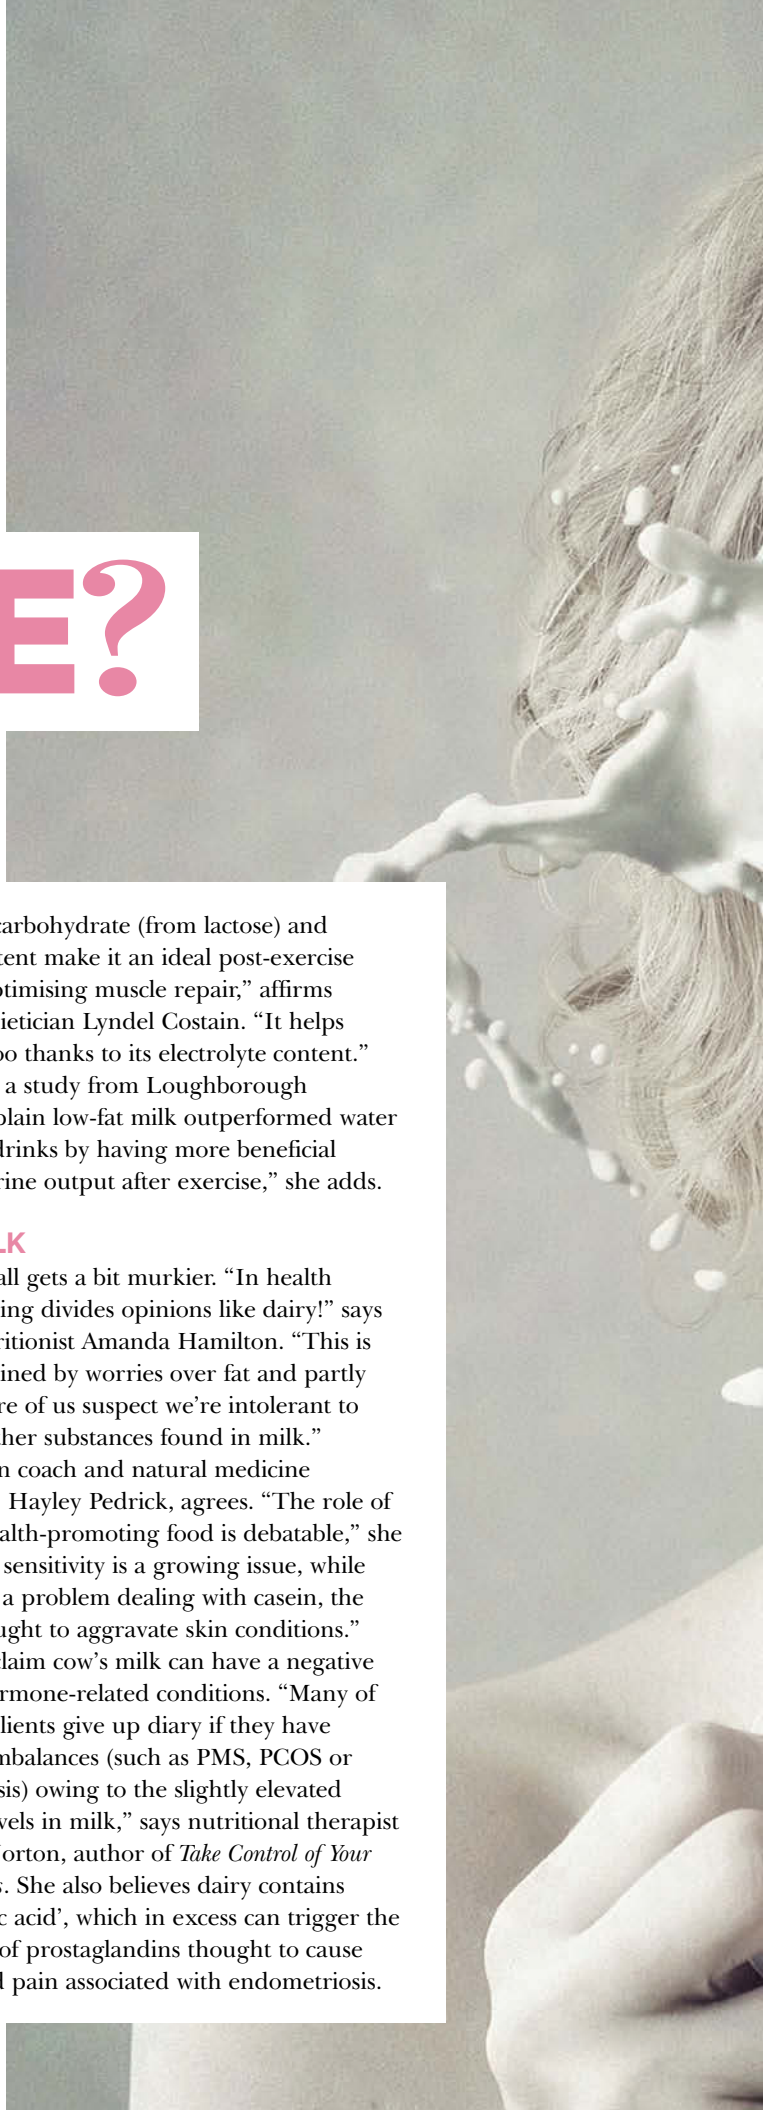 E?
carbohydrate (from lactose) and
tent make it an ideal post-exercise
ptimising muscle repair,” affirms
ietician Lyndel Costain. “It helps
oo thanks to its electrolyte content.”
a study from Loughborough
plain low-fat milk outperformed water
drinks by having more beneficial
rine output after exercise,” she adds.
LK
all gets a bit murkier. “In health
ing divides opinions like dairy!” says
ritionist Amanda Hamilton. “This is
ined by worries over fat and partly
re of us suspect we’re intolerant to
ther substances found in milk.”
n coach and natural medicine
Hayley Pedrick, agrees. “The role of
alth-promoting food is debatable,” she
sensitivity is a growing issue, while
a problem dealing with casein, the
ught to aggravate skin conditions.”
claim cow’s milk can have a negative
rmone-related conditions. “Many of
lients give up diary if they have
mbalances (such as PMS, PCOS or
sis) owing to the slightly elevated
vels in milk,” says nutritional therapist
orton, author of Take Control of Your
s. She also believes dairy contains
c acid’, which in excess can trigger the
of prostaglandins thought to cause
d pain associated with endometriosis.